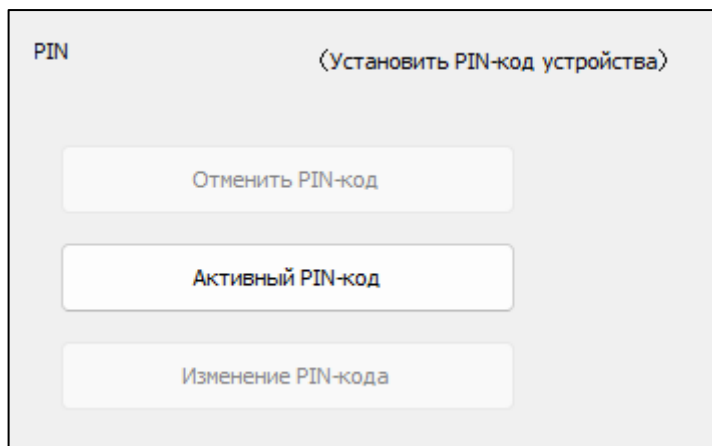 PIN
(Установить PIN-код устройства)
Отменить PIN-код
Активный PIN-код
Изменение PIN-кода